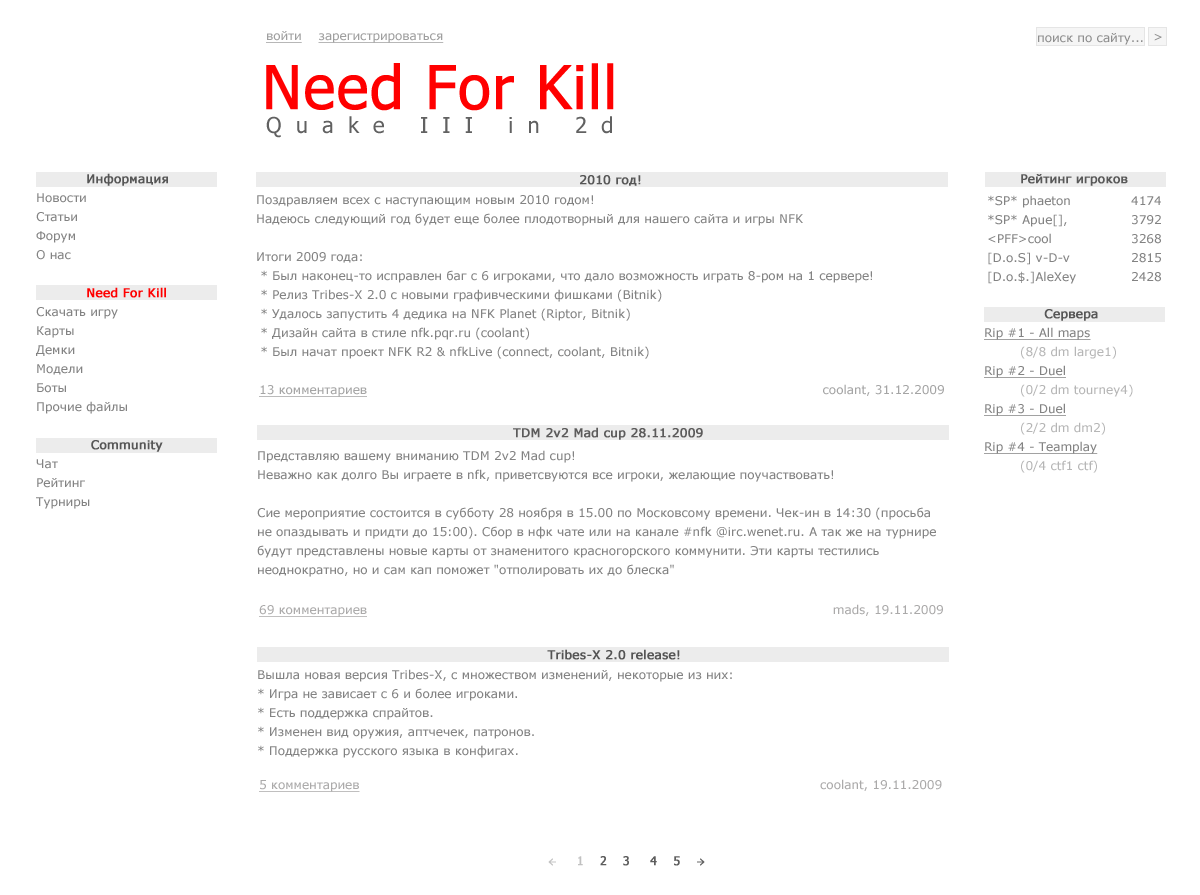 войти зарегистрироваться
поиск по сайту... >
Need For Kill
Quake III in 2d
Информация
Новости
Статьи
Форум
О нас
Need For Kill
Скачать игру
Карты
Демки
Модели
Боты
Прочие файлы
Community
Чат
Рейтинг
Турниры
2010 год!
Поздравляем всех с наступающим новым 2010 годом!
Надеюсь следующий год будет еще более плодотворный для нашего сайта и игры NFK
Итоги 2009 года:
* Был наконец-то исправлен баг с 6 игроками, что дало возможность играть 8-ром на 1 сервере!
* Релиз Tribes-X 2.0 с новыми графивческими фишками (Bitnik)
* Удалось запустить 4 дедика на NFK Planet (Riptor, Bitnik)
* Дизайн сайта в стиле nfk.pqr.ru (coolant)
* Был начат проект NFK R2 & nfkLive (connect, coolant, Bitnik)
13 комментариев coolant, 31.12.2009
TDM 2v2 Mad cup 28.11.2009
Представляю вашему вниманию TDM 2v2 Mad cup!
Неважно как долго Вы играете в nfk, приветсвуются все игроки, желающие поучаствовать!
Сие мероприятие состоится в субботу 28 ноября в 15.00 по Московсому времени. Чек-ин в 14:30 (просьба
не опаздывать и придти до 15:00). Сбор в нфк чате или на канале #nfk @irc.wenet.ru. А так же на турнире
будут представлены новые карты от знаменитого красногорского коммунити. Эти карты тестились
неоднократно, но и сам кап поможет "отполировать их до блеска"
69 комментариев mads, 19.11.2009
Tribes-X 2.0 release!
Вышла новая версия Tribes-X, с множеством изменений, некоторые из них:
* Игра не зависает с 6 и более игроками.
* Есть поддержка спрайтов.
* Изменен вид оружия, аптчечек, патронов.
* Поддержка русского языка в конфигах.
5 комментариев coolant, 19.11.2009
← 1 2 3 4 5 →
Рейтинг игроков
*SP* phaeton 4174
*SP* Apue[], 3792
<PFF>cool 3268
[D.o.S] v-D-v 2815
[D.o.$.]AleXey 2428
Сервера
Rip #1 - All maps
(8/8 dm large1)
Rip #2 - Duel
(0/2 dm tourney4)
Rip #3 - Duel
(2/2 dm dm2)
Rip #4 - Teamplay
(0/4 ctf1 ctf)